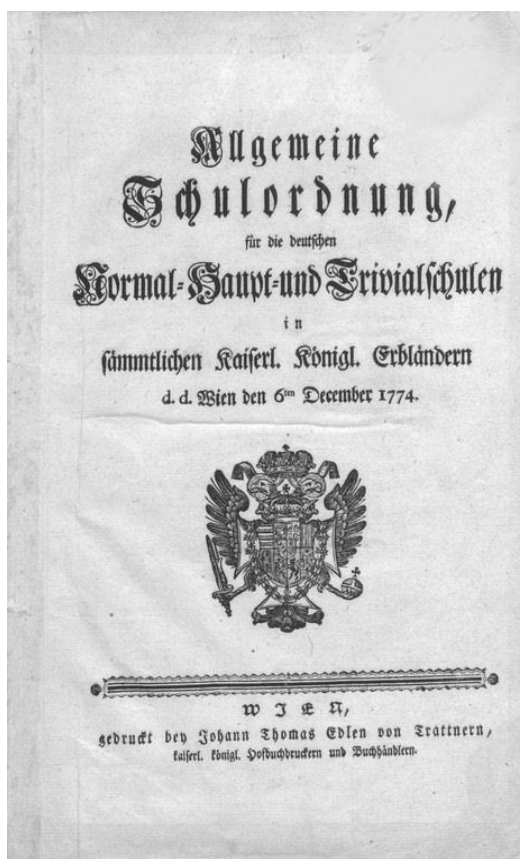 Allgemeine
Schulordnung,
für die deutschen
Normal-Haupt-und Trivialschulen
in
sämmtlichen Kaiserl. Königl. Erbländern
d. d. Wien den 6ten December 1774.
WIEN,
gedruckt bey Johann Thomas Edlen von Trattnern,
kaiserl. königl. Hofbuchdruckern und Buchhändlern.